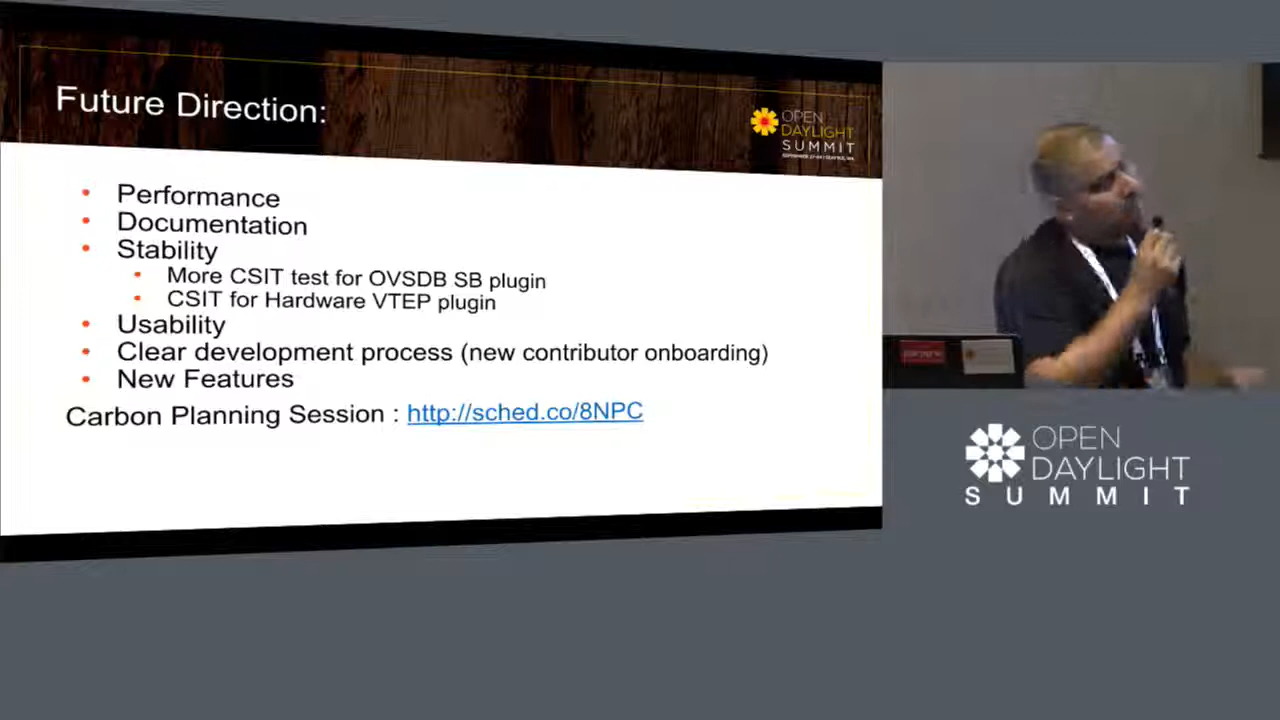 Future Direction:
OPEN
DAYLIGHT
SUMMIT
Performance
Documentation
Stability
More CSIT test for OVSDB SB plugin
CSIT for Hardware VTEP plugin
Usability
Clear development process (new contributor onboarding)
New Features
Carbon Planning Session : http://sched.co/8NPC
OPEN
DAYLIGHT
SUMMIT